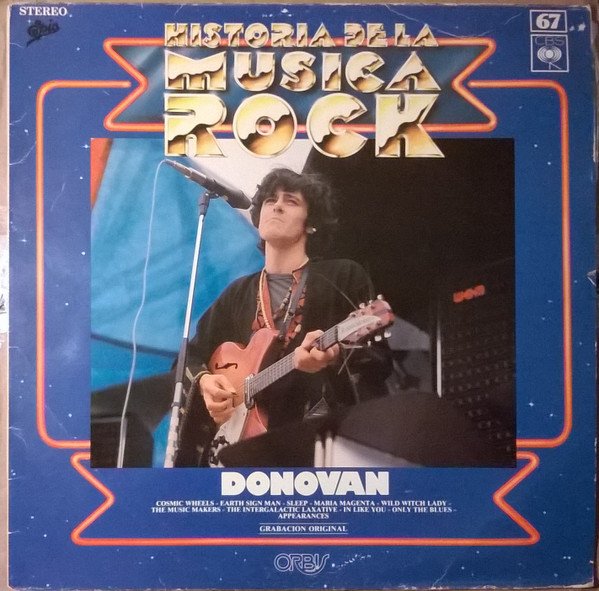 STEREO
Epic
67
CBS
HISTORIA DE LA
MUSICA
ROCK
DONOVAN
COSMIC WHEELS - EARTH SIGN MAN - SLEEP - MARIA MAGENTA - WILD WITCH LADY -
THE MUSIC MAKERS - THE INTERGALACTIC LAXATIVE - IN LIKE YOU - ONLY THE BLUES -
APPEARANCES
GRABACION ORIGINAL
ORBIS